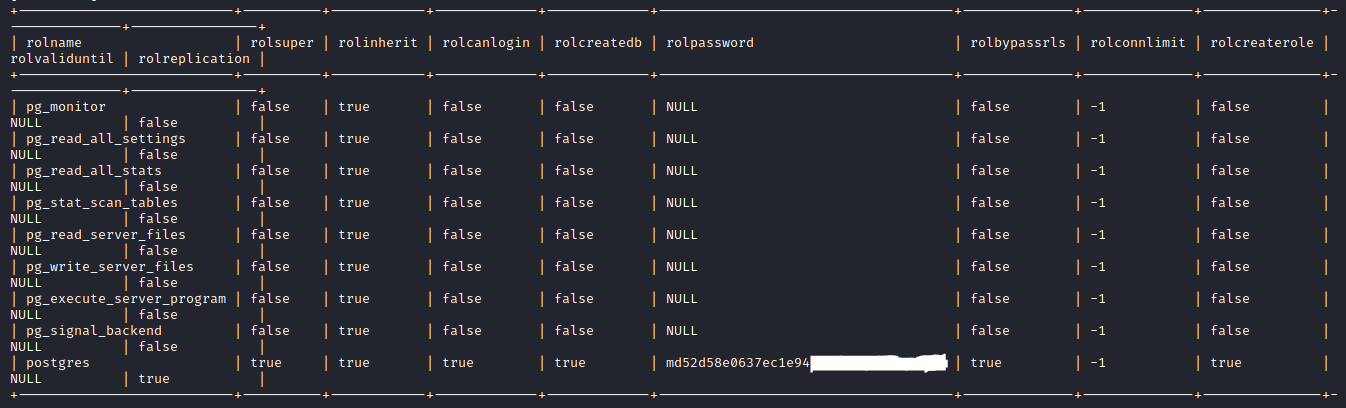 | rolname | rolsuper | rolinherit | rolcanlogin | rolcreatedb | rolpassword | rolbypassrls | rolconnlimit | rolcreaterole |
rolvaliduntil | rolreplication |
| pg_monitor | false | true | false | false | NULL | false | -1 | false |
NULL | false |
| pg_read_all_settings | false | true | false | false | NULL | false | -1 | false |
NULL | false |
| pg_read_all_stats | false | true | false | false | NULL | false | -1 | false |
NULL | false |
| pg_stat_scan_tables | false | true | false | false | NULL | false | -1 | false |
NULL | false |
| pg_read_server_files | false | true | false | false | NULL | false | -1 | false |
NULL | false |
| pg_write_server_files | false | true | false | false | NULL | false | -1 | false |
NULL | false |
| pg_execute_server_program | false | true | false | false | NULL | false | -1 | false |
NULL | false |
| pg_signal_backend | false | true | false | false | NULL | false | -1 | false |
NULL | false |
| postgres | true | true | true | true | md52d58e0637ec1e94 | true | -1 | true |
NULL | true |